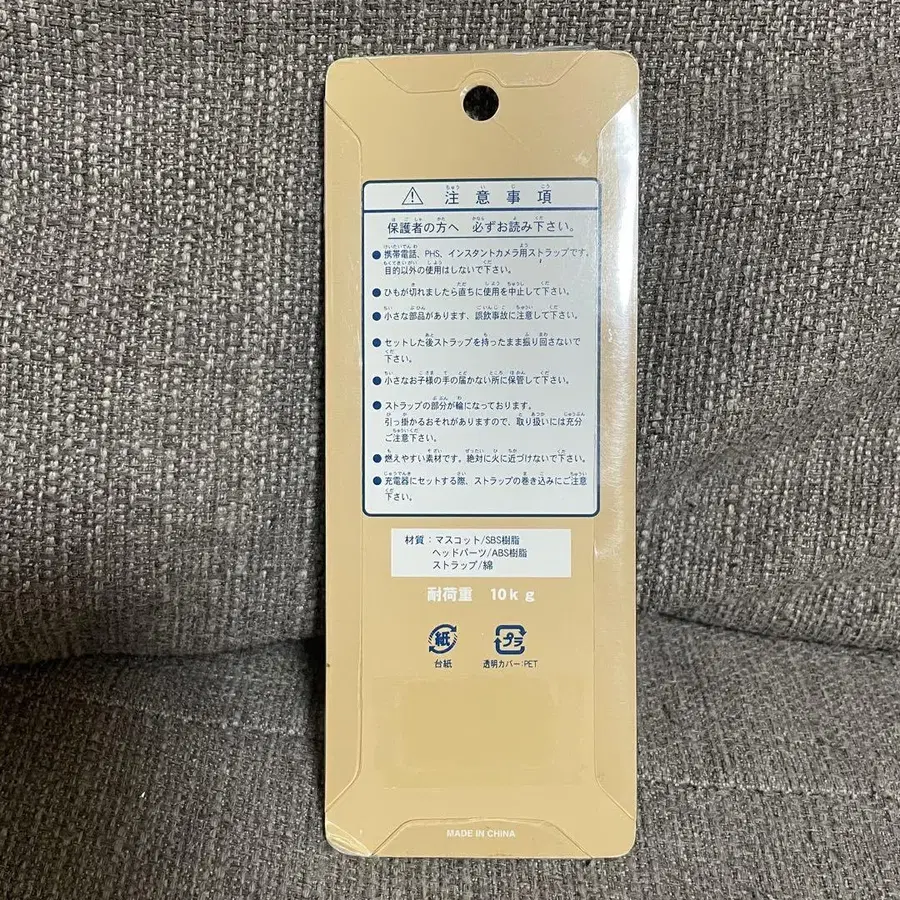 ⚠ 注意事項
保護者の方へ 必ずお読み下さい。
●携帯電話、PHS、インスタントカメラ用ストラップです。
目的以外の使用はしないで下さい。
●ひもが切れましたら直ちに使用を中止して下さい。
●小さな部品があります、誤飲事故に注意して下さい。
●セットした後ストラップを持ったまま振り回さないで
下さい。
●小さなお子様の手の届かない所に保管して下さい。
●ストラップの部分が輪になっております。
引っ掛かるおそれがありますので、取り扱いには充分
ご注意下さい。
●燃えやすい素材です。絶対に火に近づけないで下さい。
●充電器にセットする際、ストラップの巻き込みにご注意
下さい。
材質:マスコット/SBS樹脂
ヘッドパーツ/ABS樹脂
ストラップ/綿
耐荷重 10kg
紙 プラ
台紙 透明カバー:PET
MADE IN CHINA